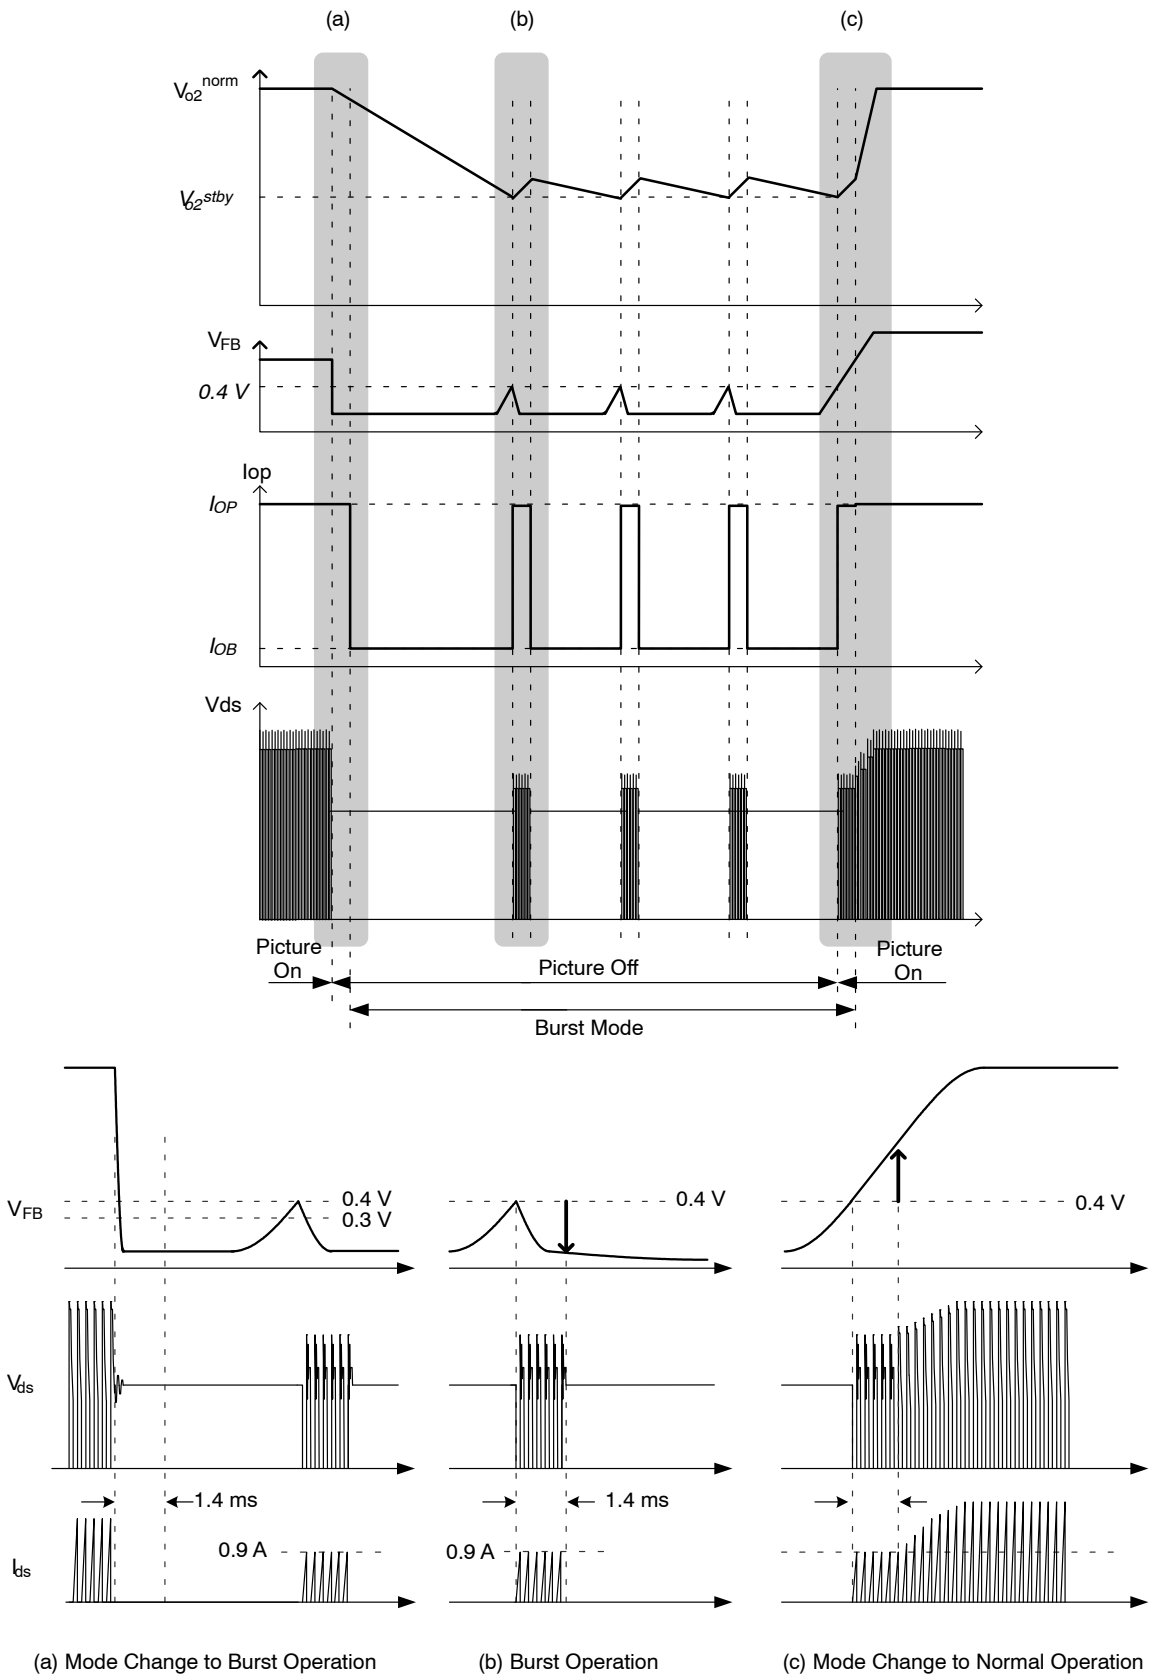 (a) (b) (c)
Vo2norm
Vo2stby
VFB
0.4 V
Iop
IOP
IOB
Vds
Picture On
Picture Off
Picture On
Burst Mode
VFB
0.4 V
0.3 V
0.4 V
0.4 V
Vds
1.4 ms
1.4 ms
Ids
0.9 A
0.9 A
(a) Mode Change to Burst Operation
(b) Burst Operation
(c) Mode Change to Normal Operation